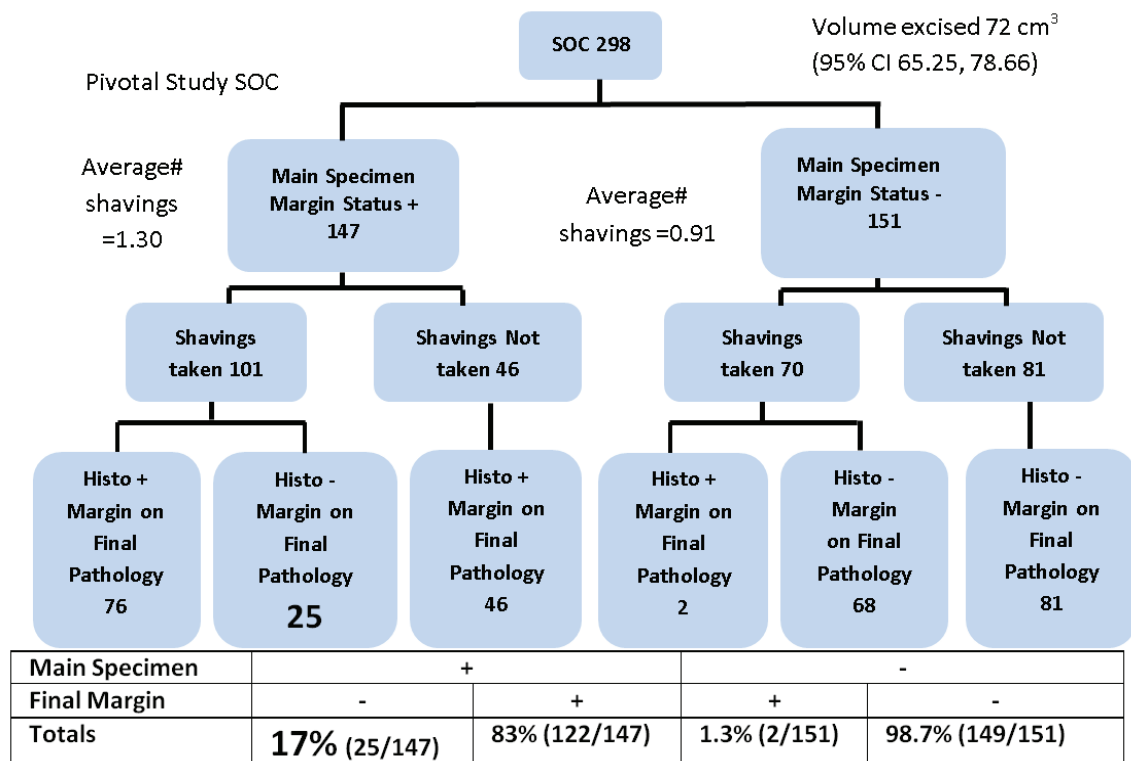 SOC 298
Volume excised 72 cm³
(95% CI 65.25, 78.66)
Pivotal Study SOC
Average#
shavings
=1.30
Main Specimen
Margin Status +
147
Average#
shavings =0.91
Main Specimen
Margin Status -
151
Shavings
taken 101
Shavings Not
taken 46
Shavings
taken 70
Shavings Not
taken 81
Histo +
Margin on
Final
Pathology
76
Histo -
Margin on
Final
Pathology
25
Histo +
Margin on
Final
Pathology
46
Histo +
Margin on
Final
Pathology
2
Histo -
Margin
on Final
Pathology
68
Histo -
Margin on
Final
Pathology
81
Main Specimen + -
Final Margin - + + -
Totals 17% (25/147) 83% (122/147) 1.3% (2/151) 98.7% (149/151)